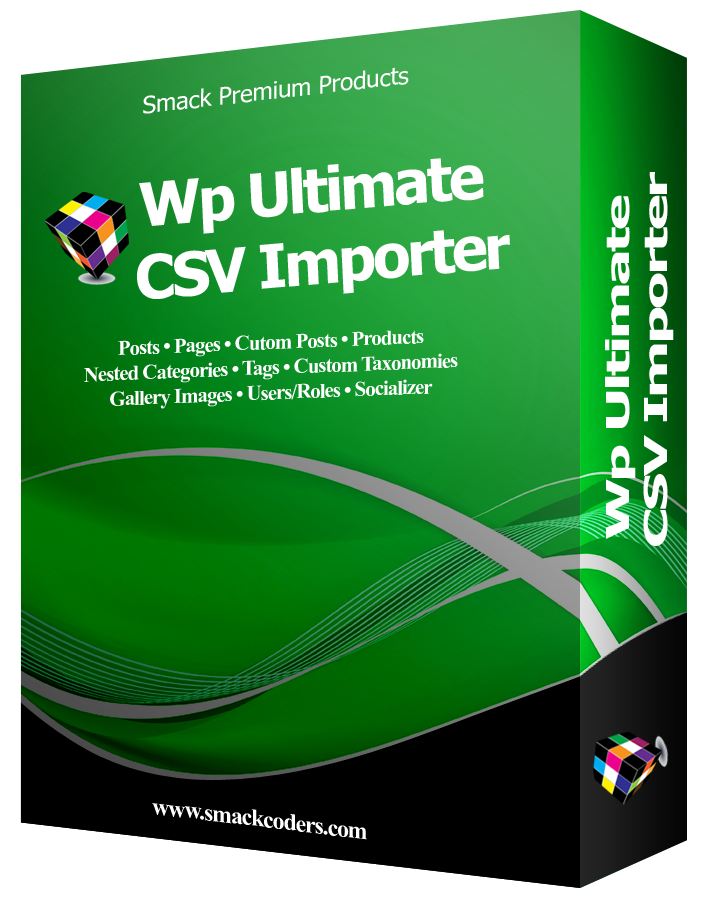 Smack Premium Products
Wp Ultimate
CSV Importer
Posts • Pages • Cutom Posts • Products
Nested Categories • Tags • Custom Taxonomies
Gallery Images • Users/Roles • Socializer
www.smackcoders.com
Wp Ultimate
CSV Importer